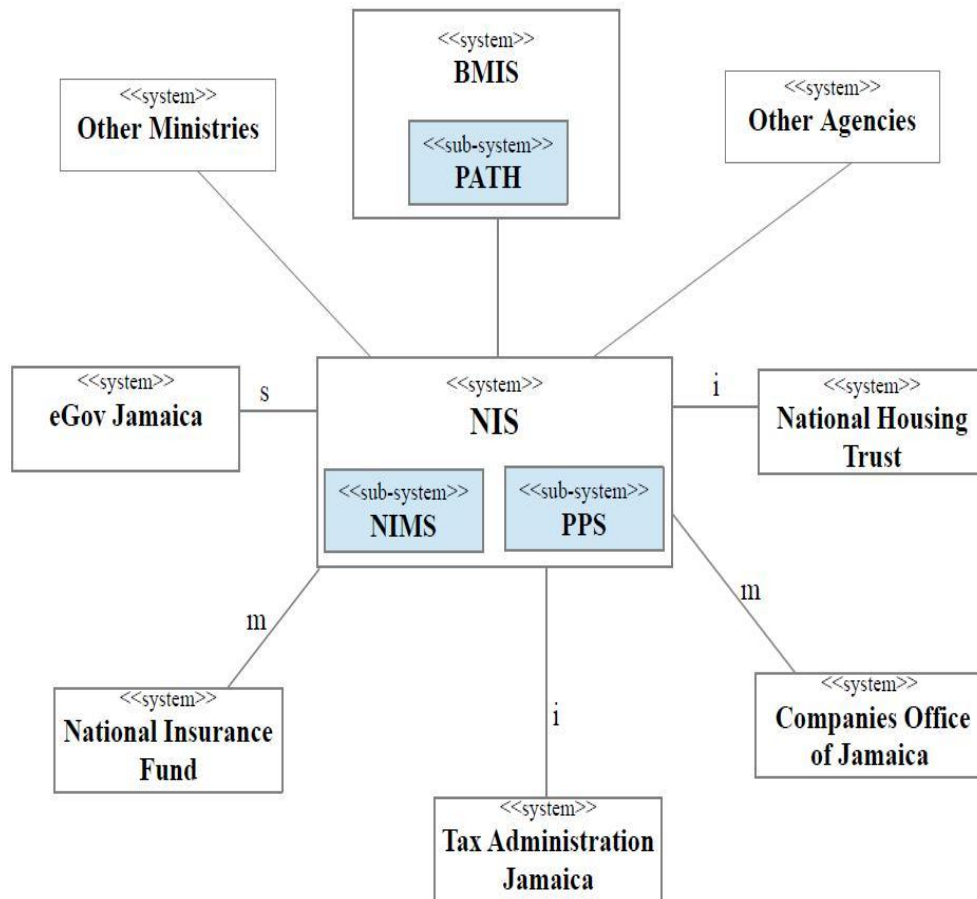 <<system>>
BMIS
<<sub-system>>
PATH
<<system>>
Other Ministries
<<system>>
Other Agencies
<<system>>
eGov Jamaica
s
<<system>>
NIS
<<sub-system>>
NIMS
<<sub-system>>
PPS
i
<<system>>
National Housing
Trust
m
<<system>>
National Insurance
Fund
i
<<system>>
Tax Administration
Jamaica
m
<<system>>
Companies Office
of Jamaica